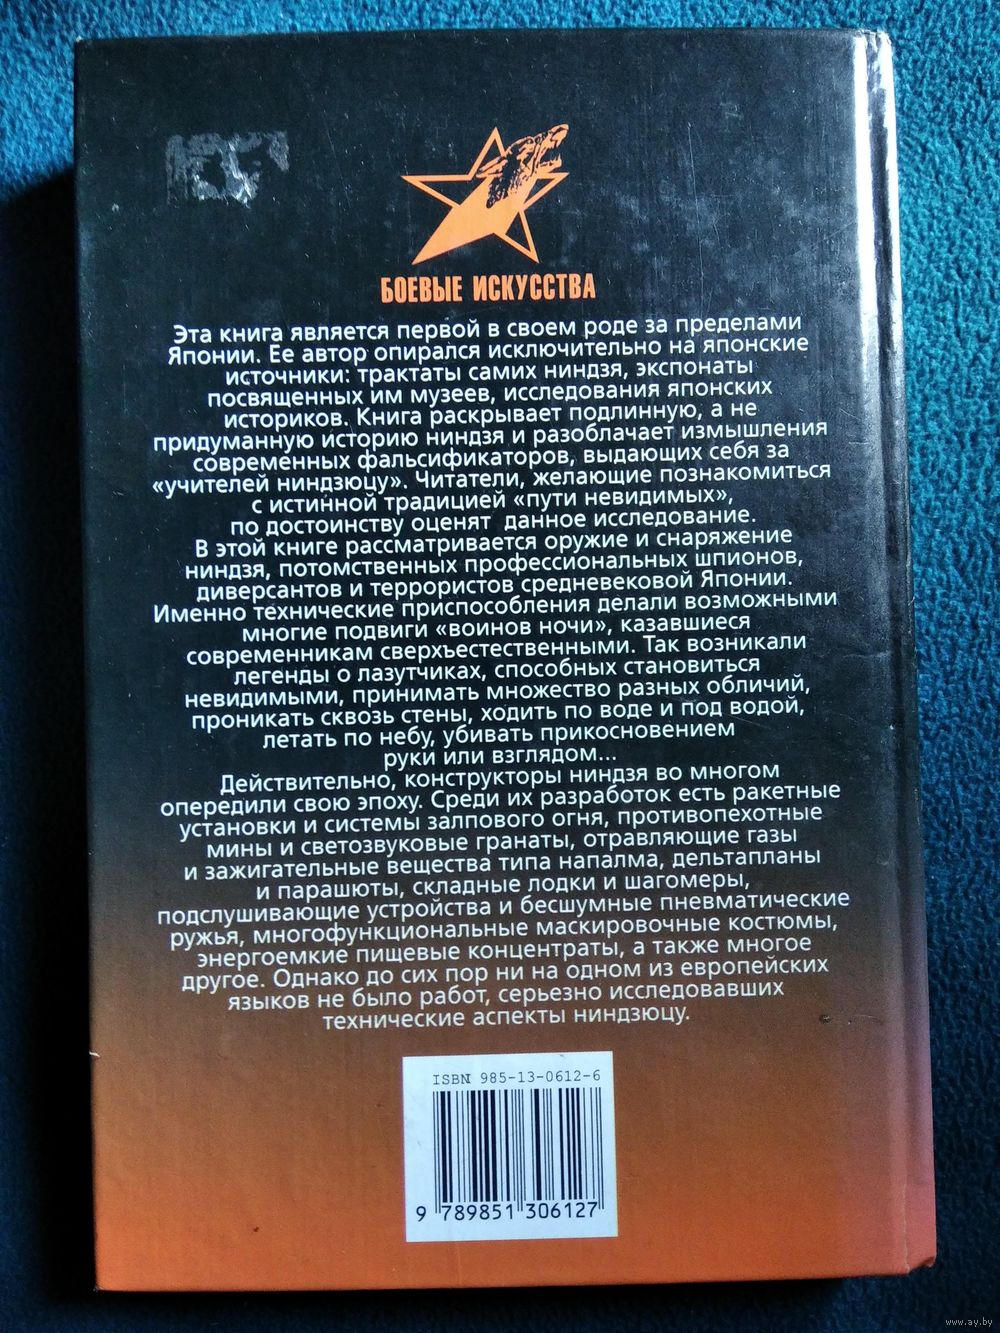 БОЕВЫЕ ИСКУССТВА
Эта книга является первой в своем роде за пределами
Японии. Ее автор опирался исключительно на японские
источники: трактаты самих ниндзя, экспонаты
посвященных им музеев, исследования японских
историков. Книга раскрывает подлинную, а не
придуманную историю ниндзя и разоблачает измышления
современных фальсификаторов, выдающих себя за
«учителей ниндзюцу». Читатели, желающие познакомиться
с истинной традицией «пути невидимых»,
по достоинству оценят данное исследование.
В этой книге рассматривается оружие и снаряжение
ниндзя, потомственных профессиональных шпионов,
диверсантов и террористов средневековой Японии.
Именно технические приспособления делали возможными
многие подвиги «воинов ночи», казавшиеся
современникам сверхъестественными. Так возникали
легенды о лазутчиках, способных становиться
невидимыми, принимать множество разных обличий,
проникать сквозь стены, ходить по воде и под водой,
летать по небу, убивать прикосновением
руки или взглядом...
Действительно, конструкторы ниндзя во многом
опередили свою эпоху. Среди их разработок есть ракетные
установки и системы залпового огня, противопехотные
мины и светозвуковые гранаты, отравляющие газы
и зажигательные вещества типа напалма, дельтапланы
и парашюты, складные лодки и шагомеры,
подслушивающие устройства и бесшумные пневматические
ружья, многофункциональные маскировочные костюмы,
энергоемкие пищевые концентраты, а также многое
другое. Однако до сих пор ни на одном из европейских
языков не было работ, серьезно исследовавших
технические аспекты ниндзюцу.
ISBN 985-13-0612-6
9 789851 306127
www.ay.by